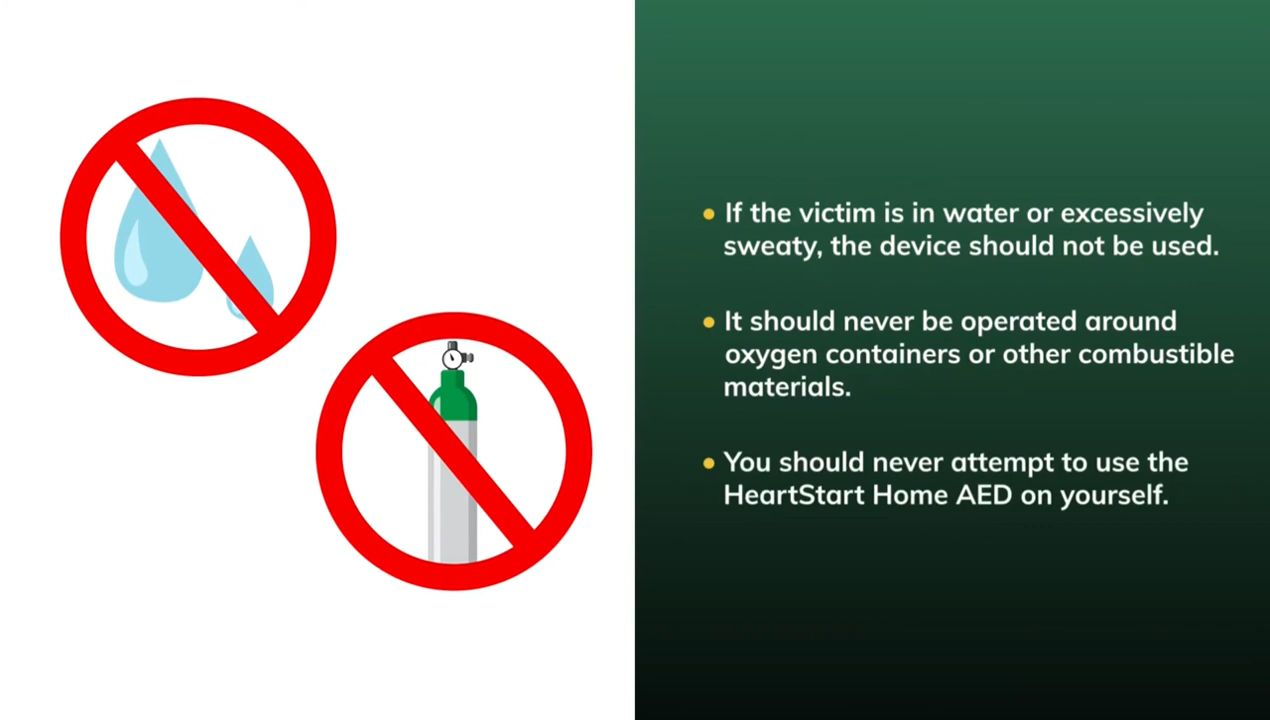 • If the victim is in water or excessively
sweaty, the device should not be used.
• It should never be operated around
oxygen containers or other combustible
materials.
• You should never attempt to use the
HeartStart Home AED on yourself.